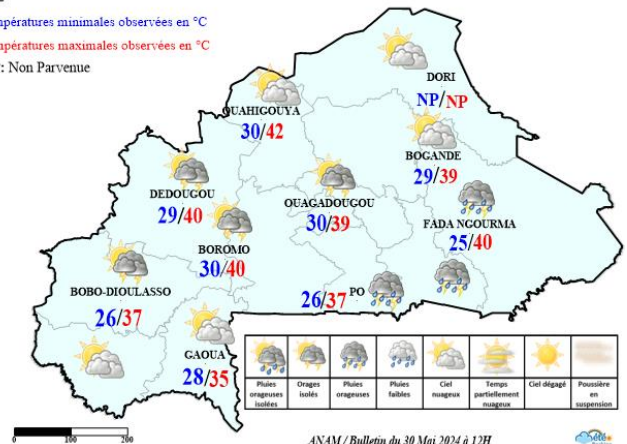 mpératures minimales observées en °C
mpératures maximales observées en °C
: Non Parvenue
DORI
NP/NP
OUAHIGOUYA
30/42
BOGANDE
29/39
DEDOUGOU
29/40
OUAGADOUGOU
30/39
FADA NGOURMA
25/40
BOROMO
30/40
BOBO-DIOULASSO
26/37
PO
26/37
GAOUA
28/35
Pluies orageuses isolées
Orages isolés
Pluies orageuses
Pluies faibles
Ciel nuageux
Temps partiellement nuageux
Ciel dégagé
Poussière en suspension
0 100 200
ANAM / Bulletin du 30 Mai 2024 à 12H